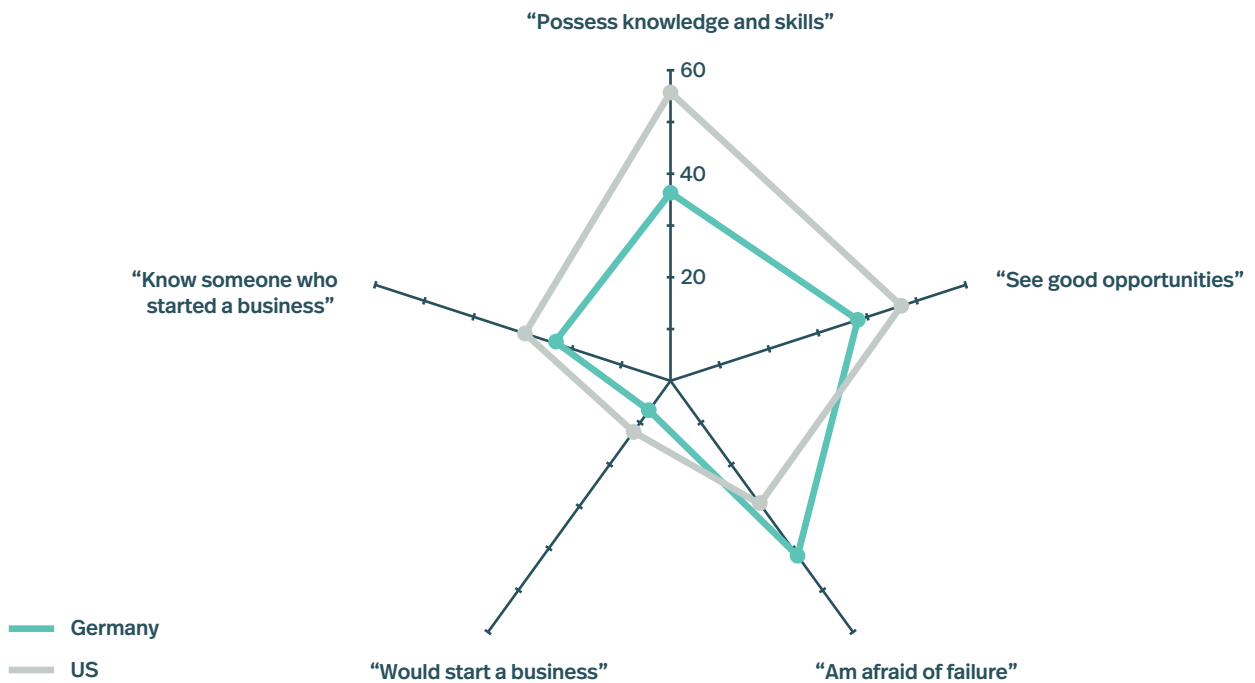 “Possess knowledge and skills”
60
40
20
“Know someone who
started a business”
“See good opportunities”
“Would start a business”
“Am afraid of failure”
Germany
US